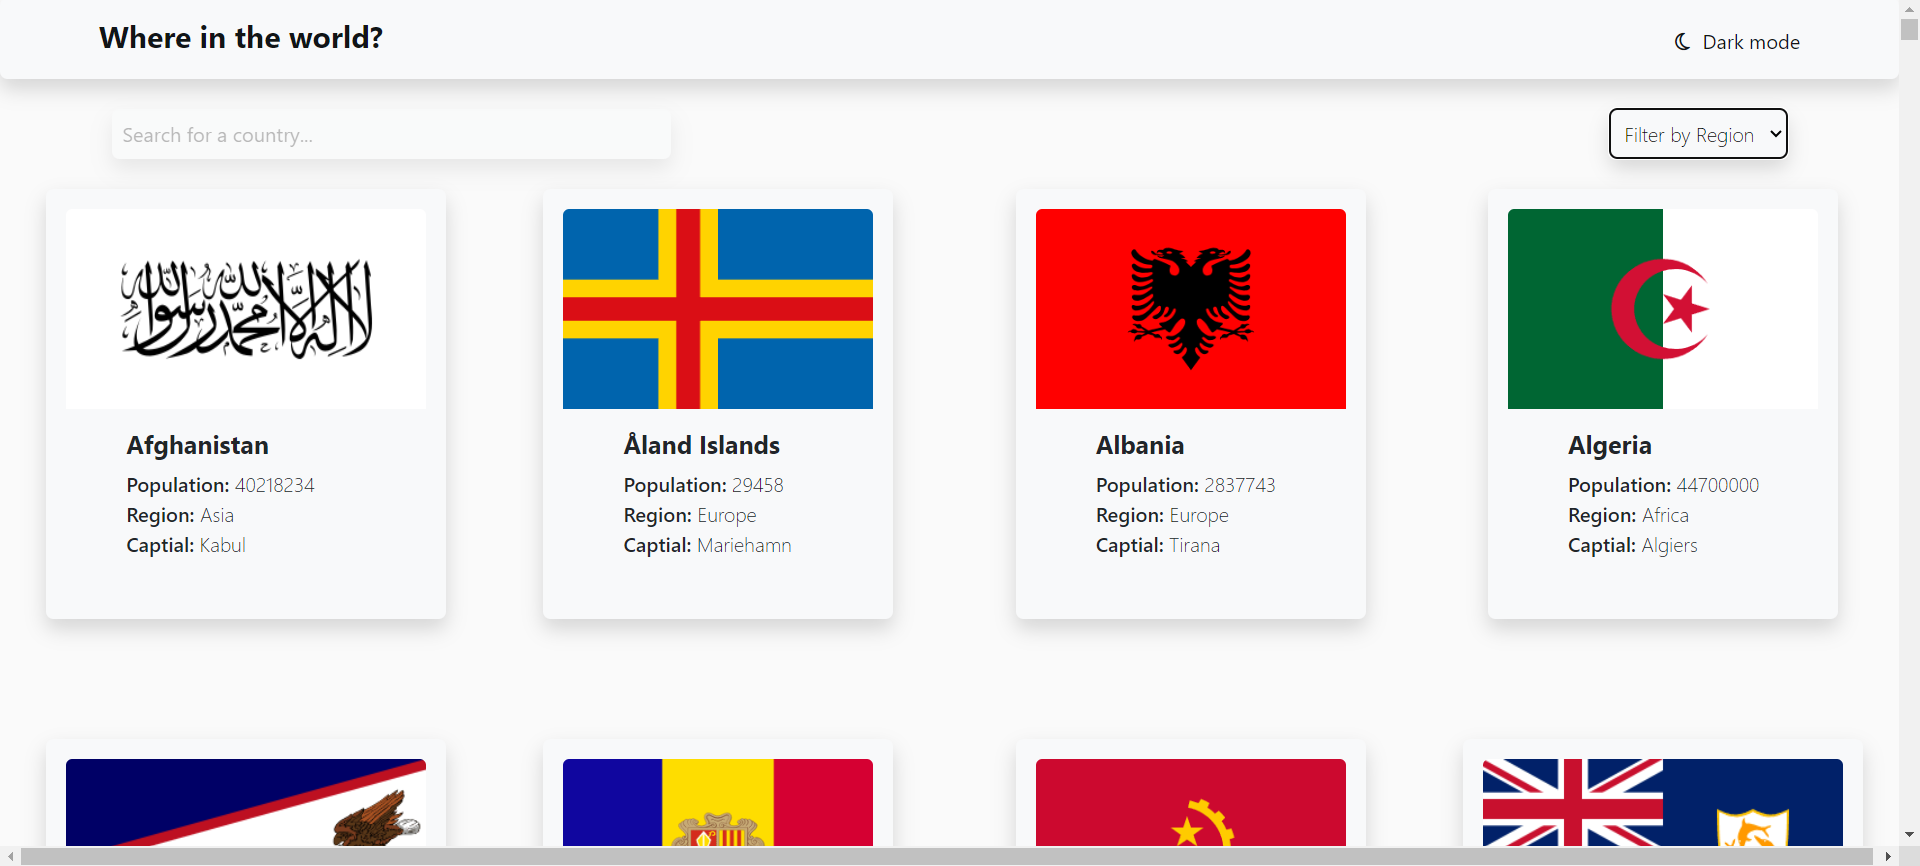 Where in the world?
Dark mode
Search for a country...
Filter by Region
لا إله إلا الله محمد رسول الله
Afghanistan
Population: 40218234
Region: Asia
Captial: Kabul
Åland Islands
Population: 29458
Region: Europe
Captial: Mariehamn
Albania
Population: 2837743
Region: Europe
Captial: Tirana
Algeria
Population: 44700000
Region: Africa
Captial: Algiers